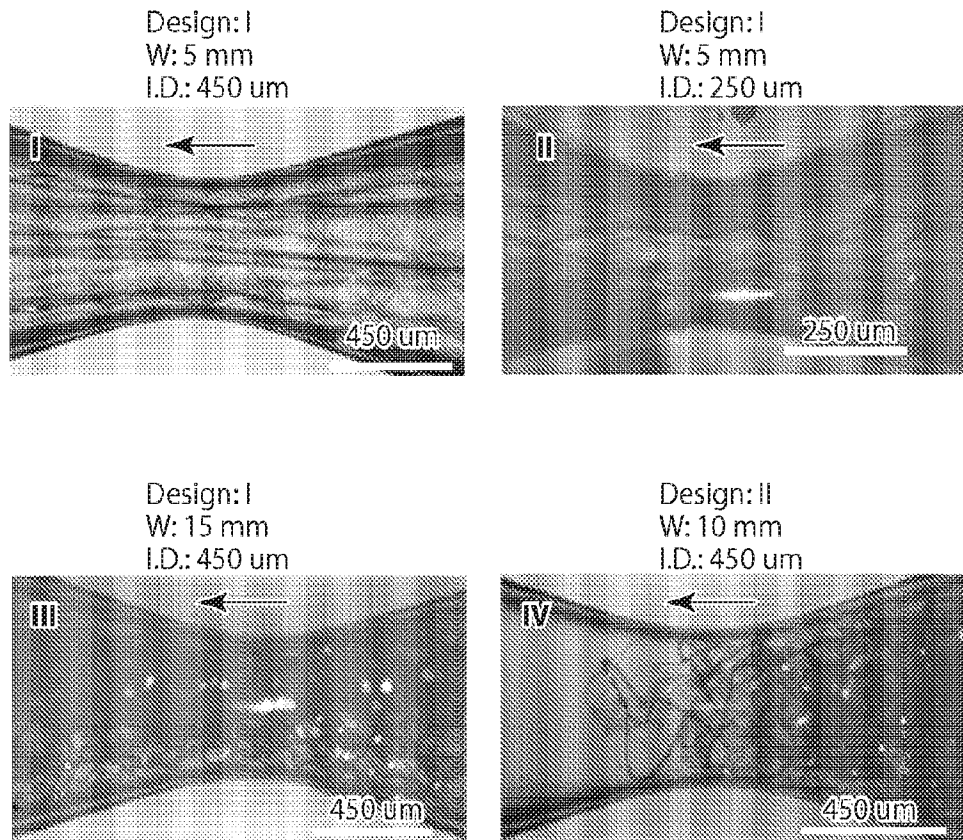 Design: I
W: 5 mm
I.D.: 450 um
I
450 um
Design: I
W: 5 mm
I.D.: 250 um
II
250 um
Design: I
W: 15 mm
I.D.: 450 um
III
450 um
Design: II
W: 10 mm
I.D.: 450 um
IV
450 um